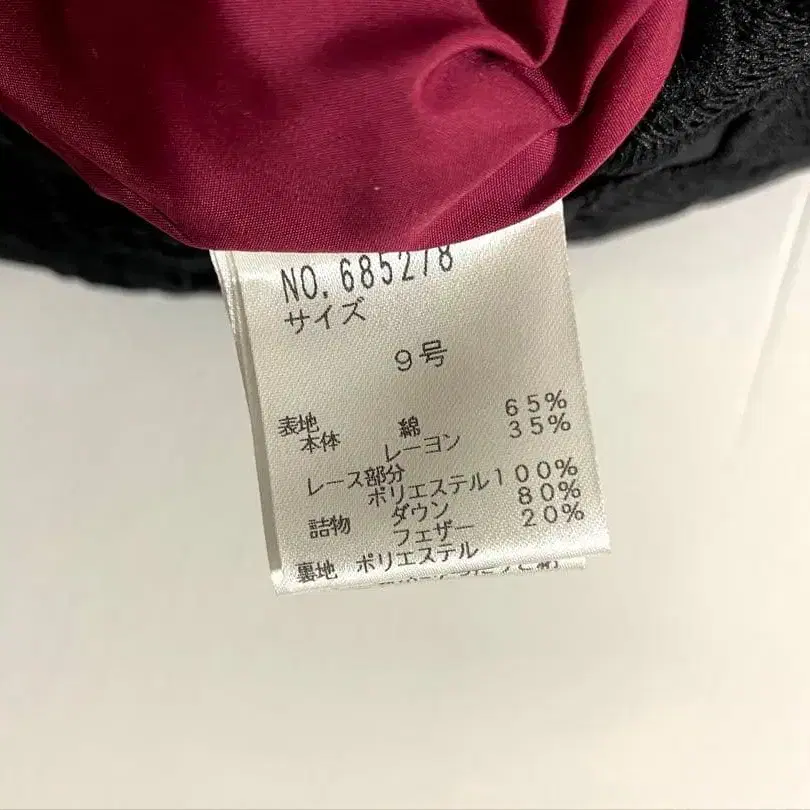 NO.685278
サイズ
9号
表地
本体 綿 65%
レーヨン 35%
レース部分
ポリエステル100%
詰物 ダウン 80%
フェザー 20%
裏地 ポリエステル